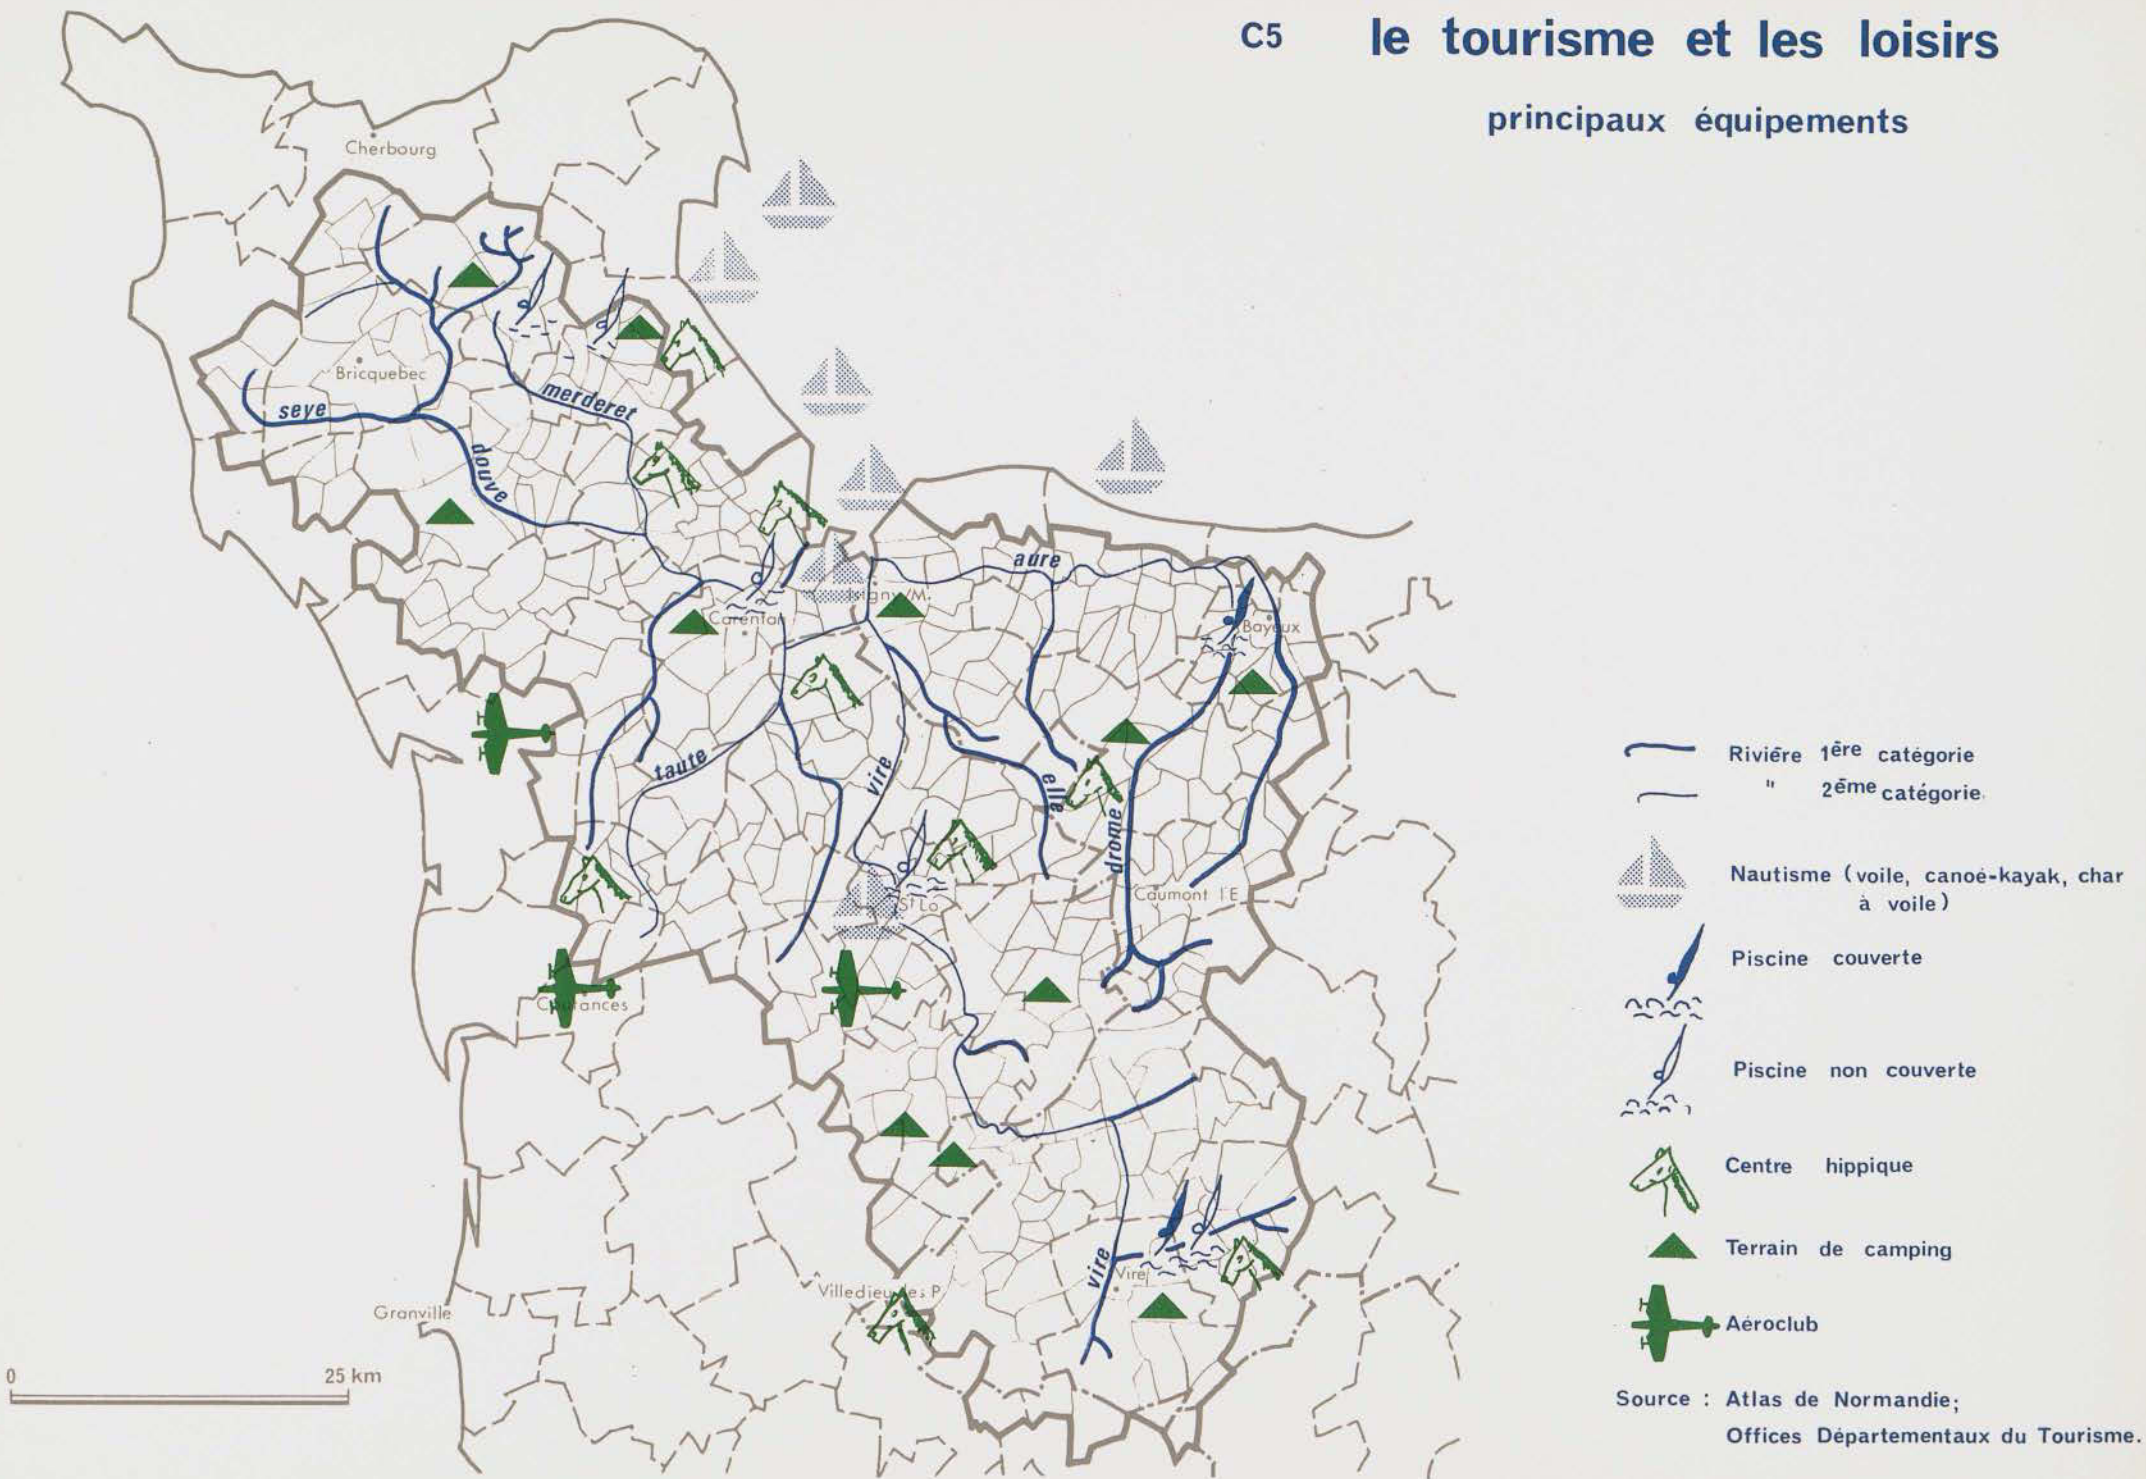 C5 le tourisme et les loisirs
principaux équipements
Cherbourg
Bricquebec
seye
merderet
douve
aure
Isigny/M.
Carentan
Bayeux
taute
vire
elle
drome
St Lo
Caumont l'E
Coutances
vire
Vire
Villedieu les P
Granville
0 25 km
Riviére 1ère catégorie
" 2ème catégorie.
Nautisme (voile, canoé-kayak, char
à voile)
Piscine couverte
Piscine non couverte
Centre hippique
Terrain de camping
Aéroclub
Source : Atlas de Normandie;
Offices Départementaux du Tourisme.